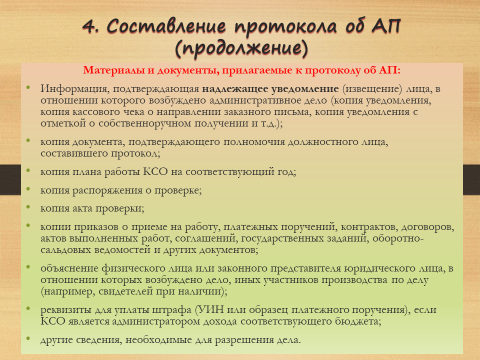 4. Составление протокола об АП
(продолжение)
Материалы и документы, прилагаемые к протоколу об АП:
• Информация, подтверждающая надлежащее уведомление (извещение) лица, в
отношении которого возбуждено административное дело (копия уведомления,
копия кассового чека о направлении заказного письма, копия уведомления с
отметкой о собственноручном получении и т.д.);
• копия документа, подтверждающего полномочия должностного лица,
составившего протокол;
• копия плана работы КСО на соответствующий год;
• копия распоряжения о проверке;
• копия акта проверки;
• копии приказов о приеме на работу, платежных поручений, контрактов, договоров,
актов выполненных работ, соглашений, государственных заданий, оборотно-
сальдовых ведомостей и других документов;
• объяснение физического лица или законного представителя юридического лица, в
отношении которых возбуждено дело, иных участников производства по делу
(например, свидетелей при наличии);
• реквизиты для уплаты штрафа (УИН или образец платежного поручения), если
КСО является администратором дохода соответствующего бюджета;
• другие сведения, необходимые для разрешения дела.